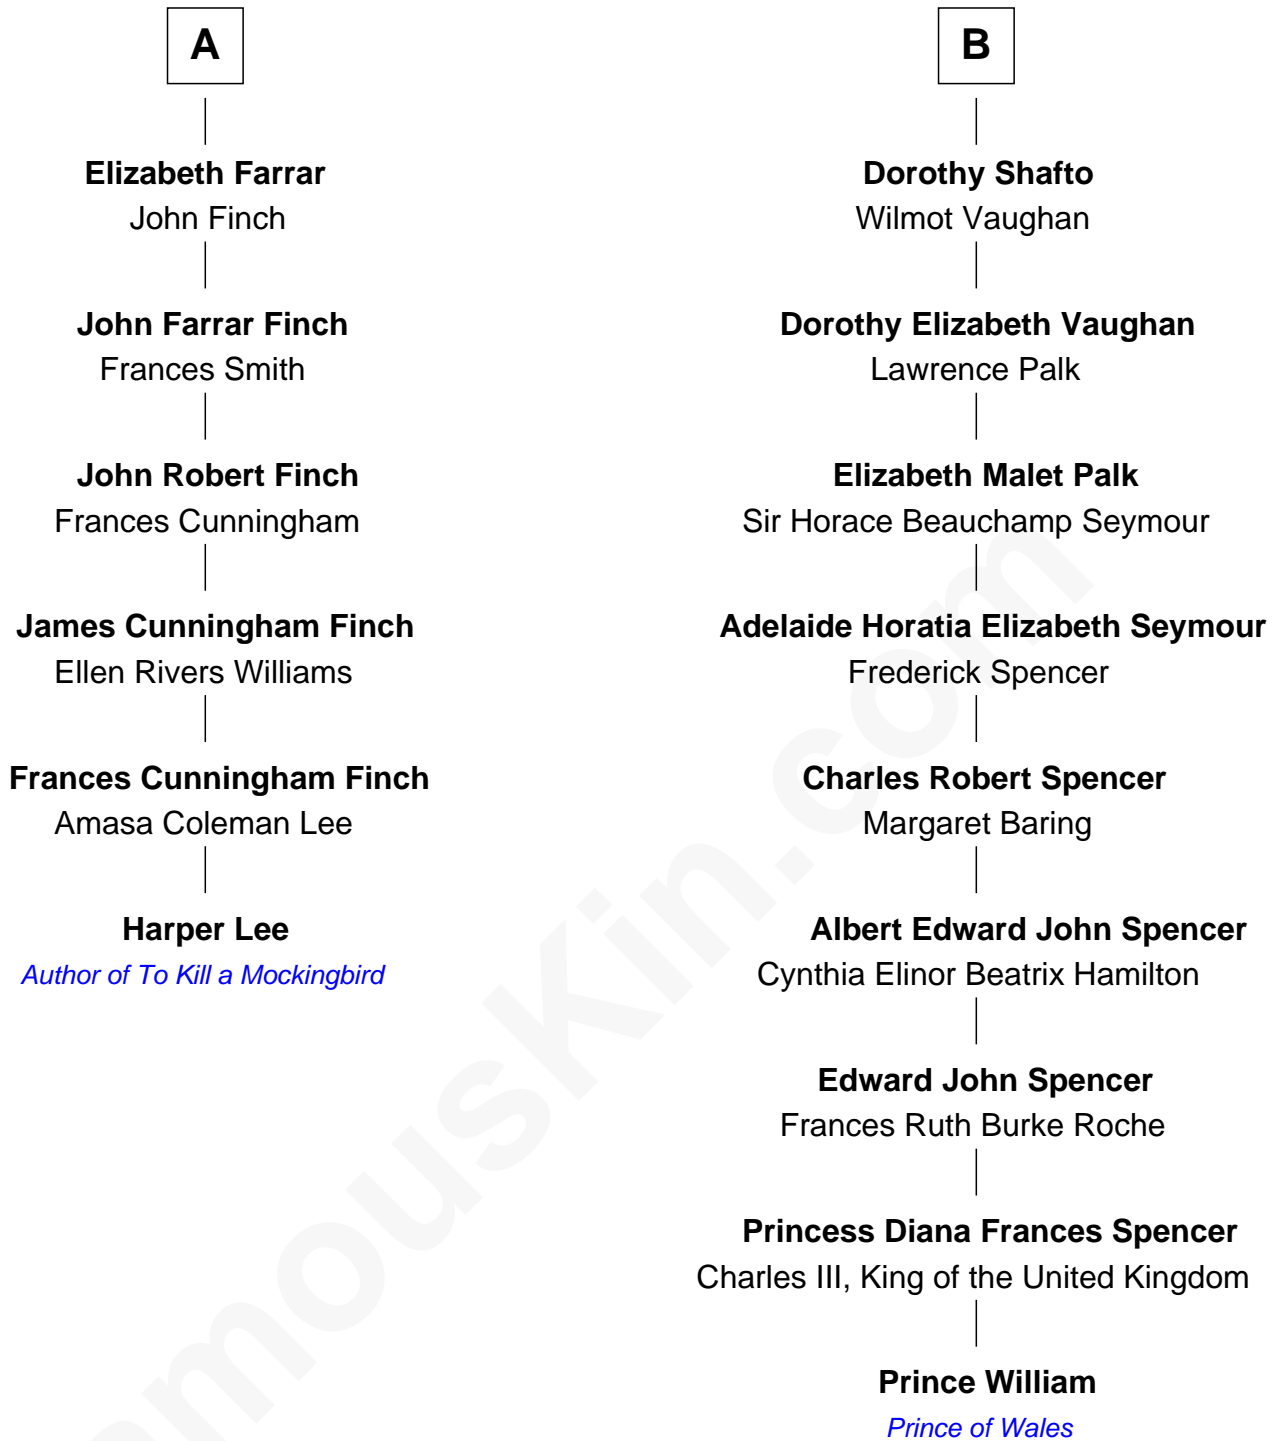 A
Elizabeth Farrar
John Finch
John Farrar Finch
Frances Smith
John Robert Finch
Frances Cunningham
James Cunningham Finch
Ellen Rivers Williams
Frances Cunningham Finch
Amasa Coleman Lee
Harper Lee
Author of To Kill a Mockingbird
B
Dorothy Shafto
Wilmot Vaughan
Dorothy Elizabeth Vaughan
Lawrence Palk
Elizabeth Malet Palk
Sir Horace Beauchamp Seymour
Adelaide Horatia Elizabeth Seymour
Frederick Spencer
Charles Robert Spencer
Margaret Baring
Albert Edward John Spencer
Cynthia Elinor Beatrix Hamilton
Edward John Spencer
Frances Ruth Burke Roche
Princess Diana Frances Spencer
Charles III, King of the United Kingdom
Prince William
Prince of Wales
amouskin.com